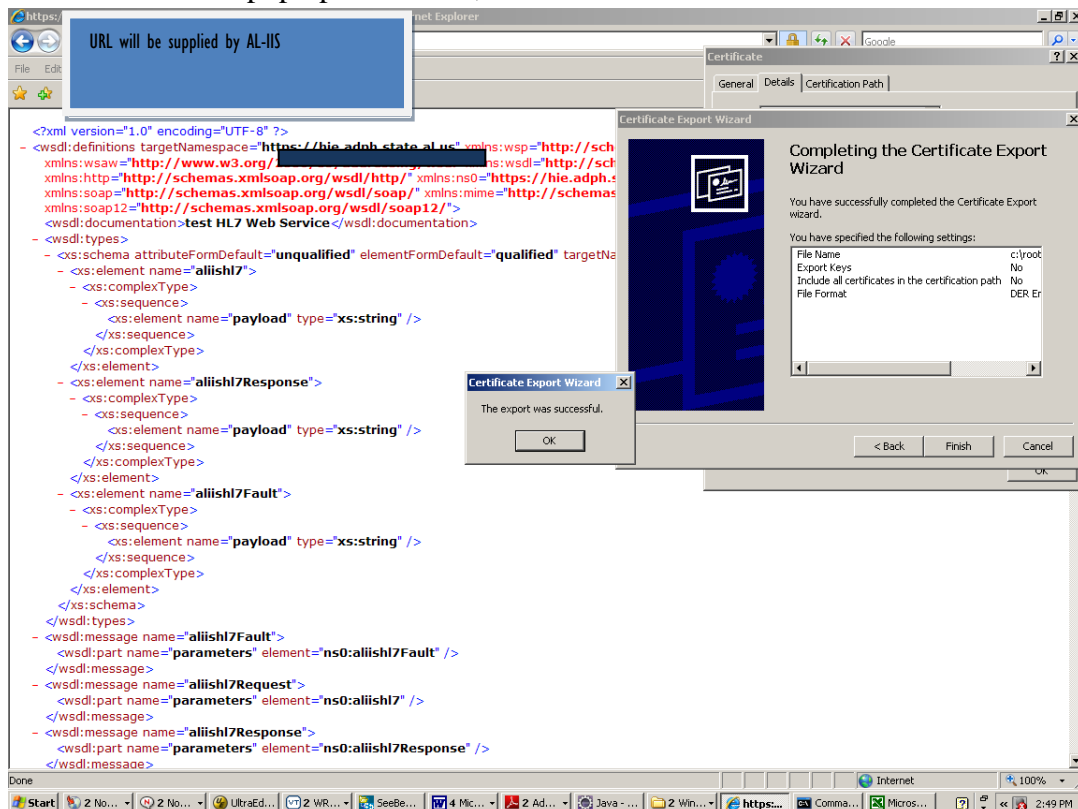 https:/
net Explorer
URL will be supplied by AL-IIS
Google
File Edit
Certificate
General Details Certification Path
<?xml version="1.0" encoding="UTF-8" ?>
- <wsdl:definitions targetNamespace="https://hie.adph.state.al.us" xmlns:wsp="http://sch
xmlns:wsaw="http://www.w3.org/ ns:wsdl="http://sch
xmlns:http="http://schemas.xmlsoap.org/wsdl/http/" xmlns:ns0="https://hie.adph.s
xmlns:soap="http://schemas.xmlsoap.org/wsdl/soap/" xmlns:mime="http://schemas
xmlns:soap12="http://schemas.xmlsoap.org/wsdl/soap12/">
<wsdl:documentation>test HL7 Web Service</wsdl:documentation>
- <wsdl:types>
- <xs:schema attributeFormDefault="unqualified" elementFormDefault="qualified" targetNa
- <xs:element name="aliishl7">
- <xs:complexType>
- <xs:sequence>
<xs:element name="payload" type="xs:string" />
</xs:sequence>
</xs:complexType>
</xs:element>
- <xs:element name="aliishl7Response">
- <xs:complexType>
- <xs:sequence>
<xs:element name="payload" type="xs:string" />
</xs:sequence>
</xs:complexType>
</xs:element>
- <xs:element name="aliishl7Fault">
- <xs:complexType>
- <xs:sequence>
<xs:element name="payload" type="xs:string" />
</xs:sequence>
</xs:complexType>
</xs:element>
</xs:schema>
</wsdl:types>
- <wsdl:message name="aliishl7Fault">
<wsdl:part name="parameters" element="ns0:aliishl7Fault" />
</wsdl:message>
- <wsdl:message name="aliishl7Request">
<wsdl:part name="parameters" element="ns0:aliishl7" />
</wsdl:message>
- <wsdl:message name="aliishl7Response">
<wsdl:part name="parameters" element="ns0:aliishl7Response" />
</wsdl:message>
Certificate Export Wizard
Completing the Certificate Export
Wizard
You have successfully completed the Certificate Export
wizard.
You have specified the following settings:
File Name c:\root
Export Keys No
Include all certificates in the certification path No
File Format DER Er
< Back Finish Cancel
OK
Certificate Export Wizard
The export was successful.
OK
Done Internet 100%
Start 2 No... 2 No... UltraEd... 2 WR... SeeBe... 4 Mic... 2 Ad... Java - ... 2 Win... https:... Comma... Micros... 2:49 PM